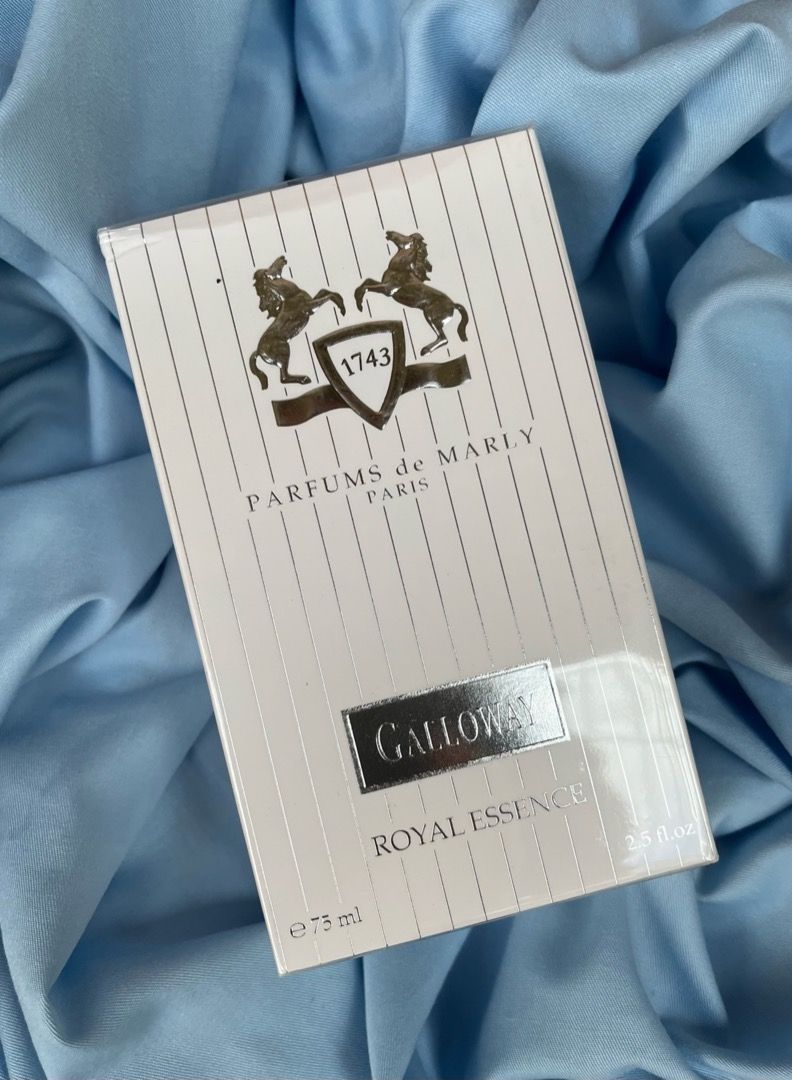 1743
PARFUMS de MARLY
PARIS
GALLOWAY
ROYAL ESSENCE
2.5 fl.oz
e 75 ml